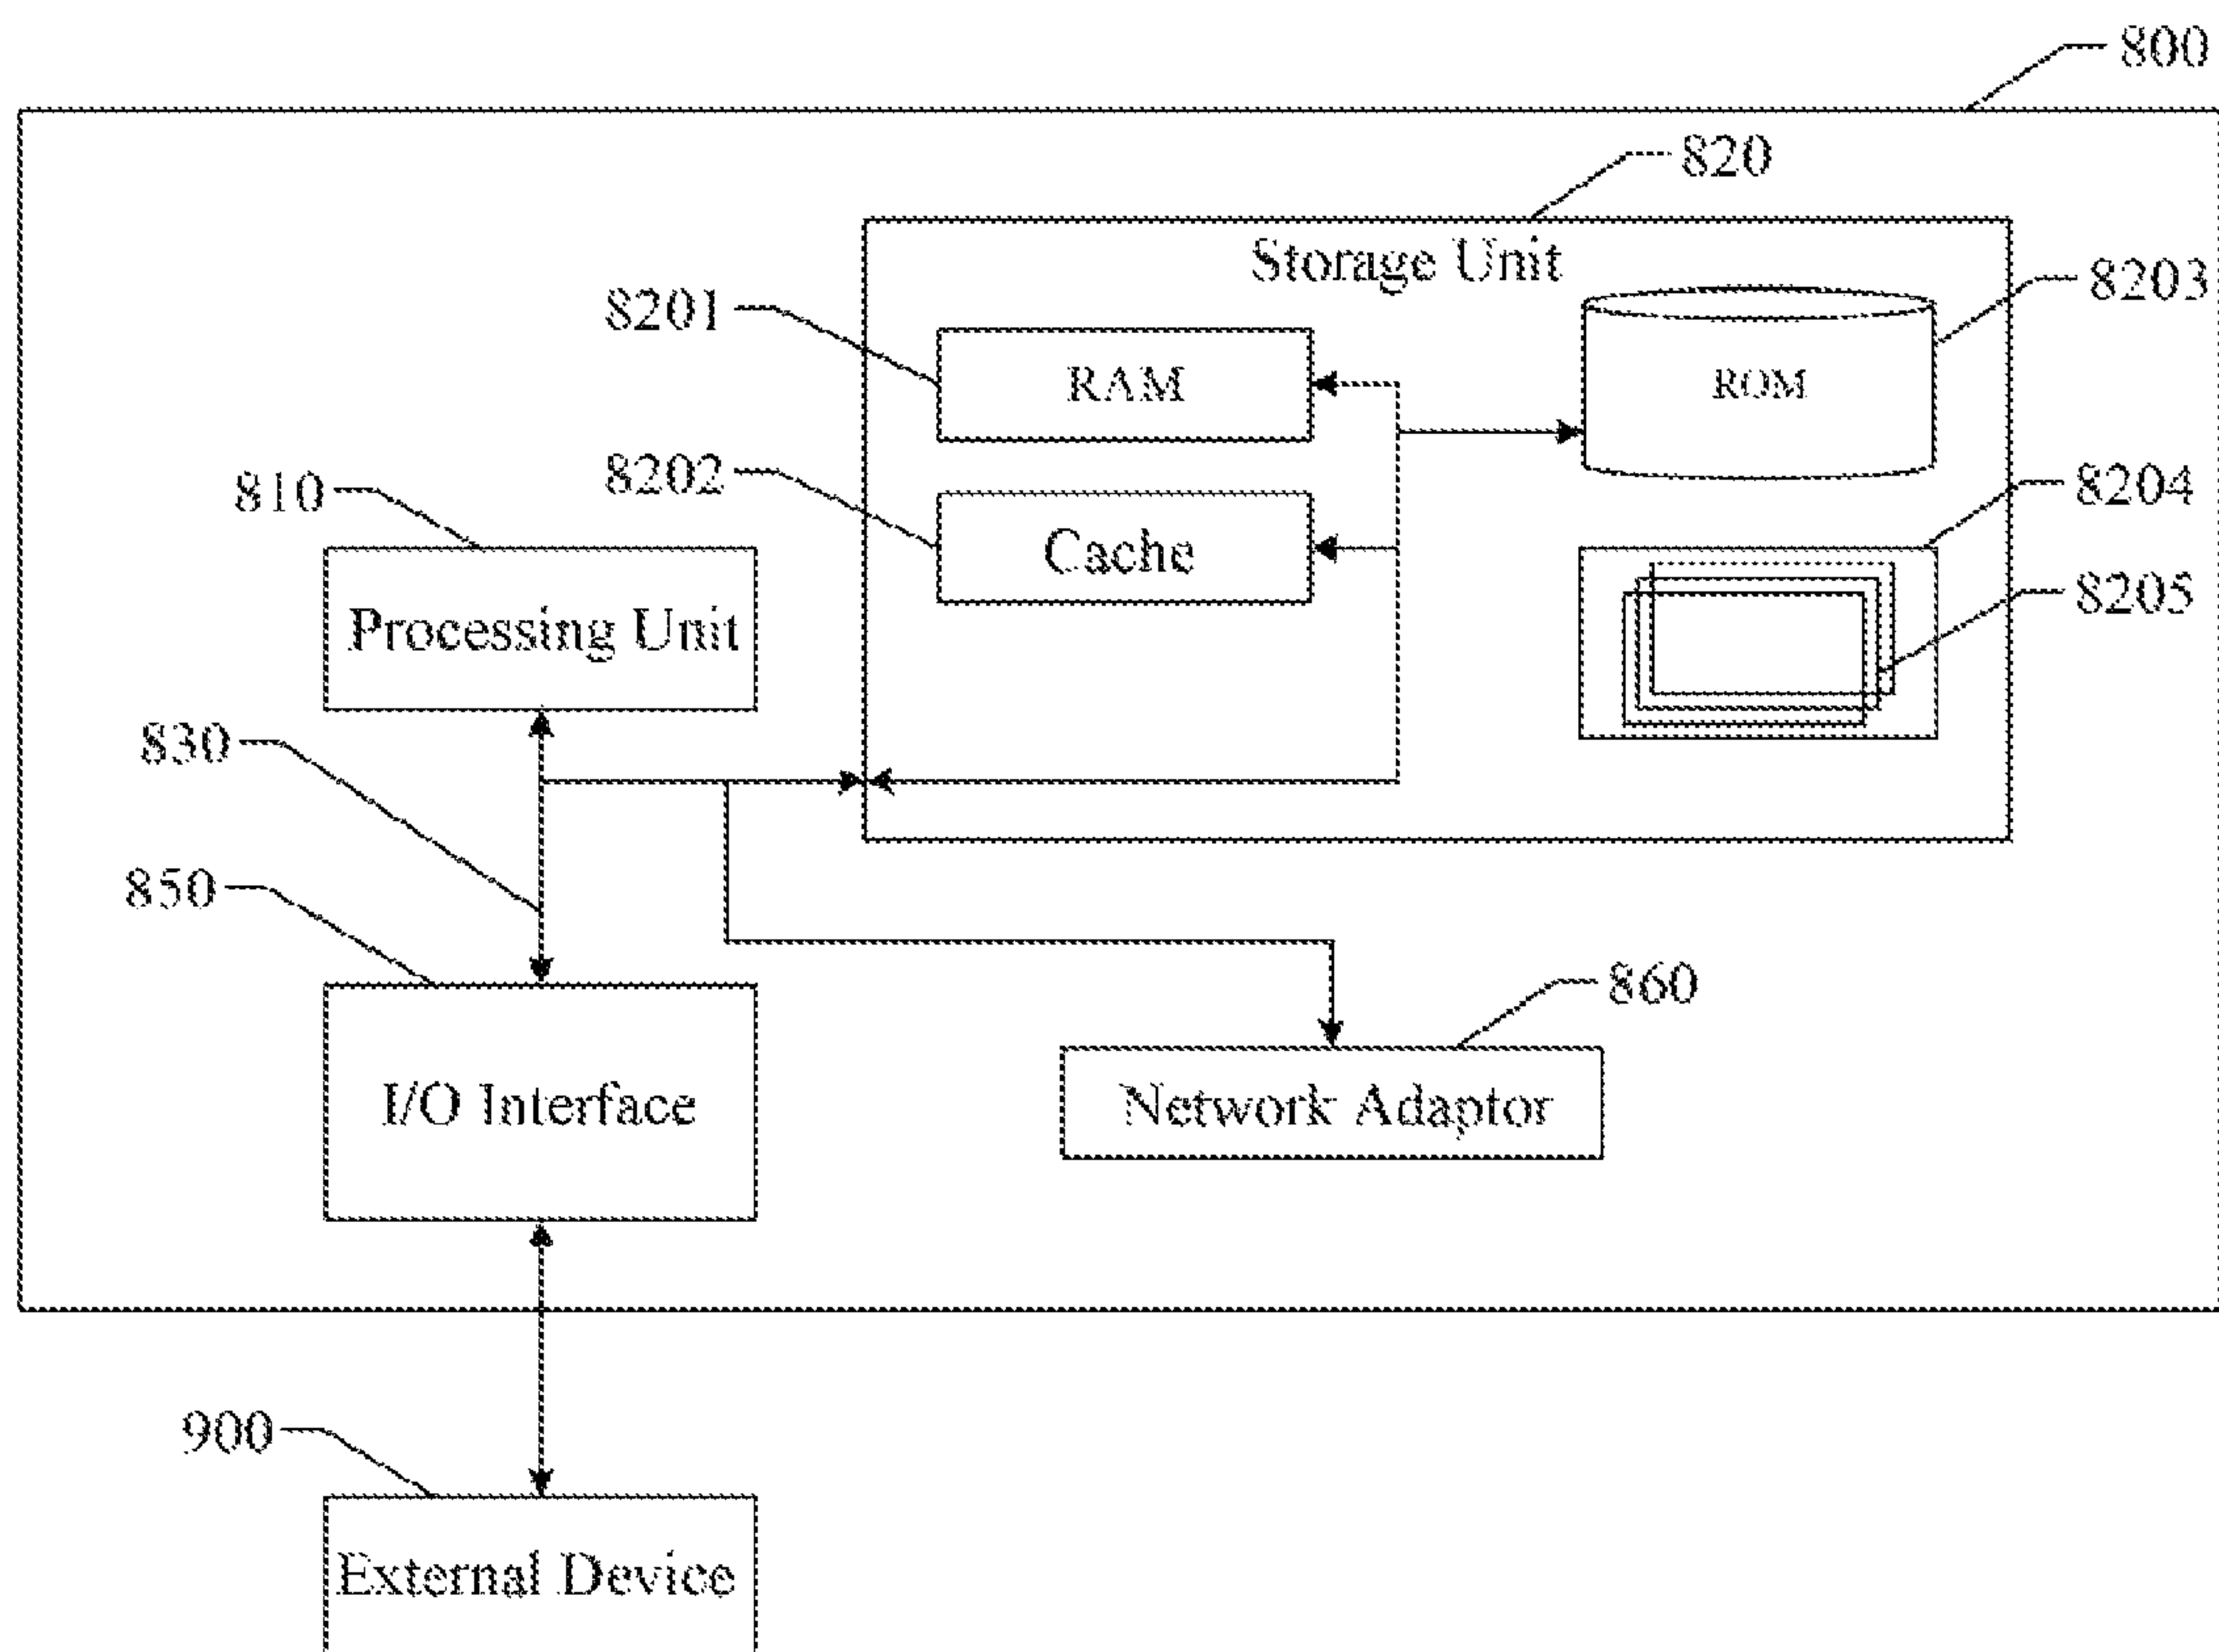 800
820
Storage Unit
8203
8201
RAM
ROM
8202
8204
810
Cache
8205
Processing Unit
830
850
860
I/O Interface
Network Adaptor
900
External Device